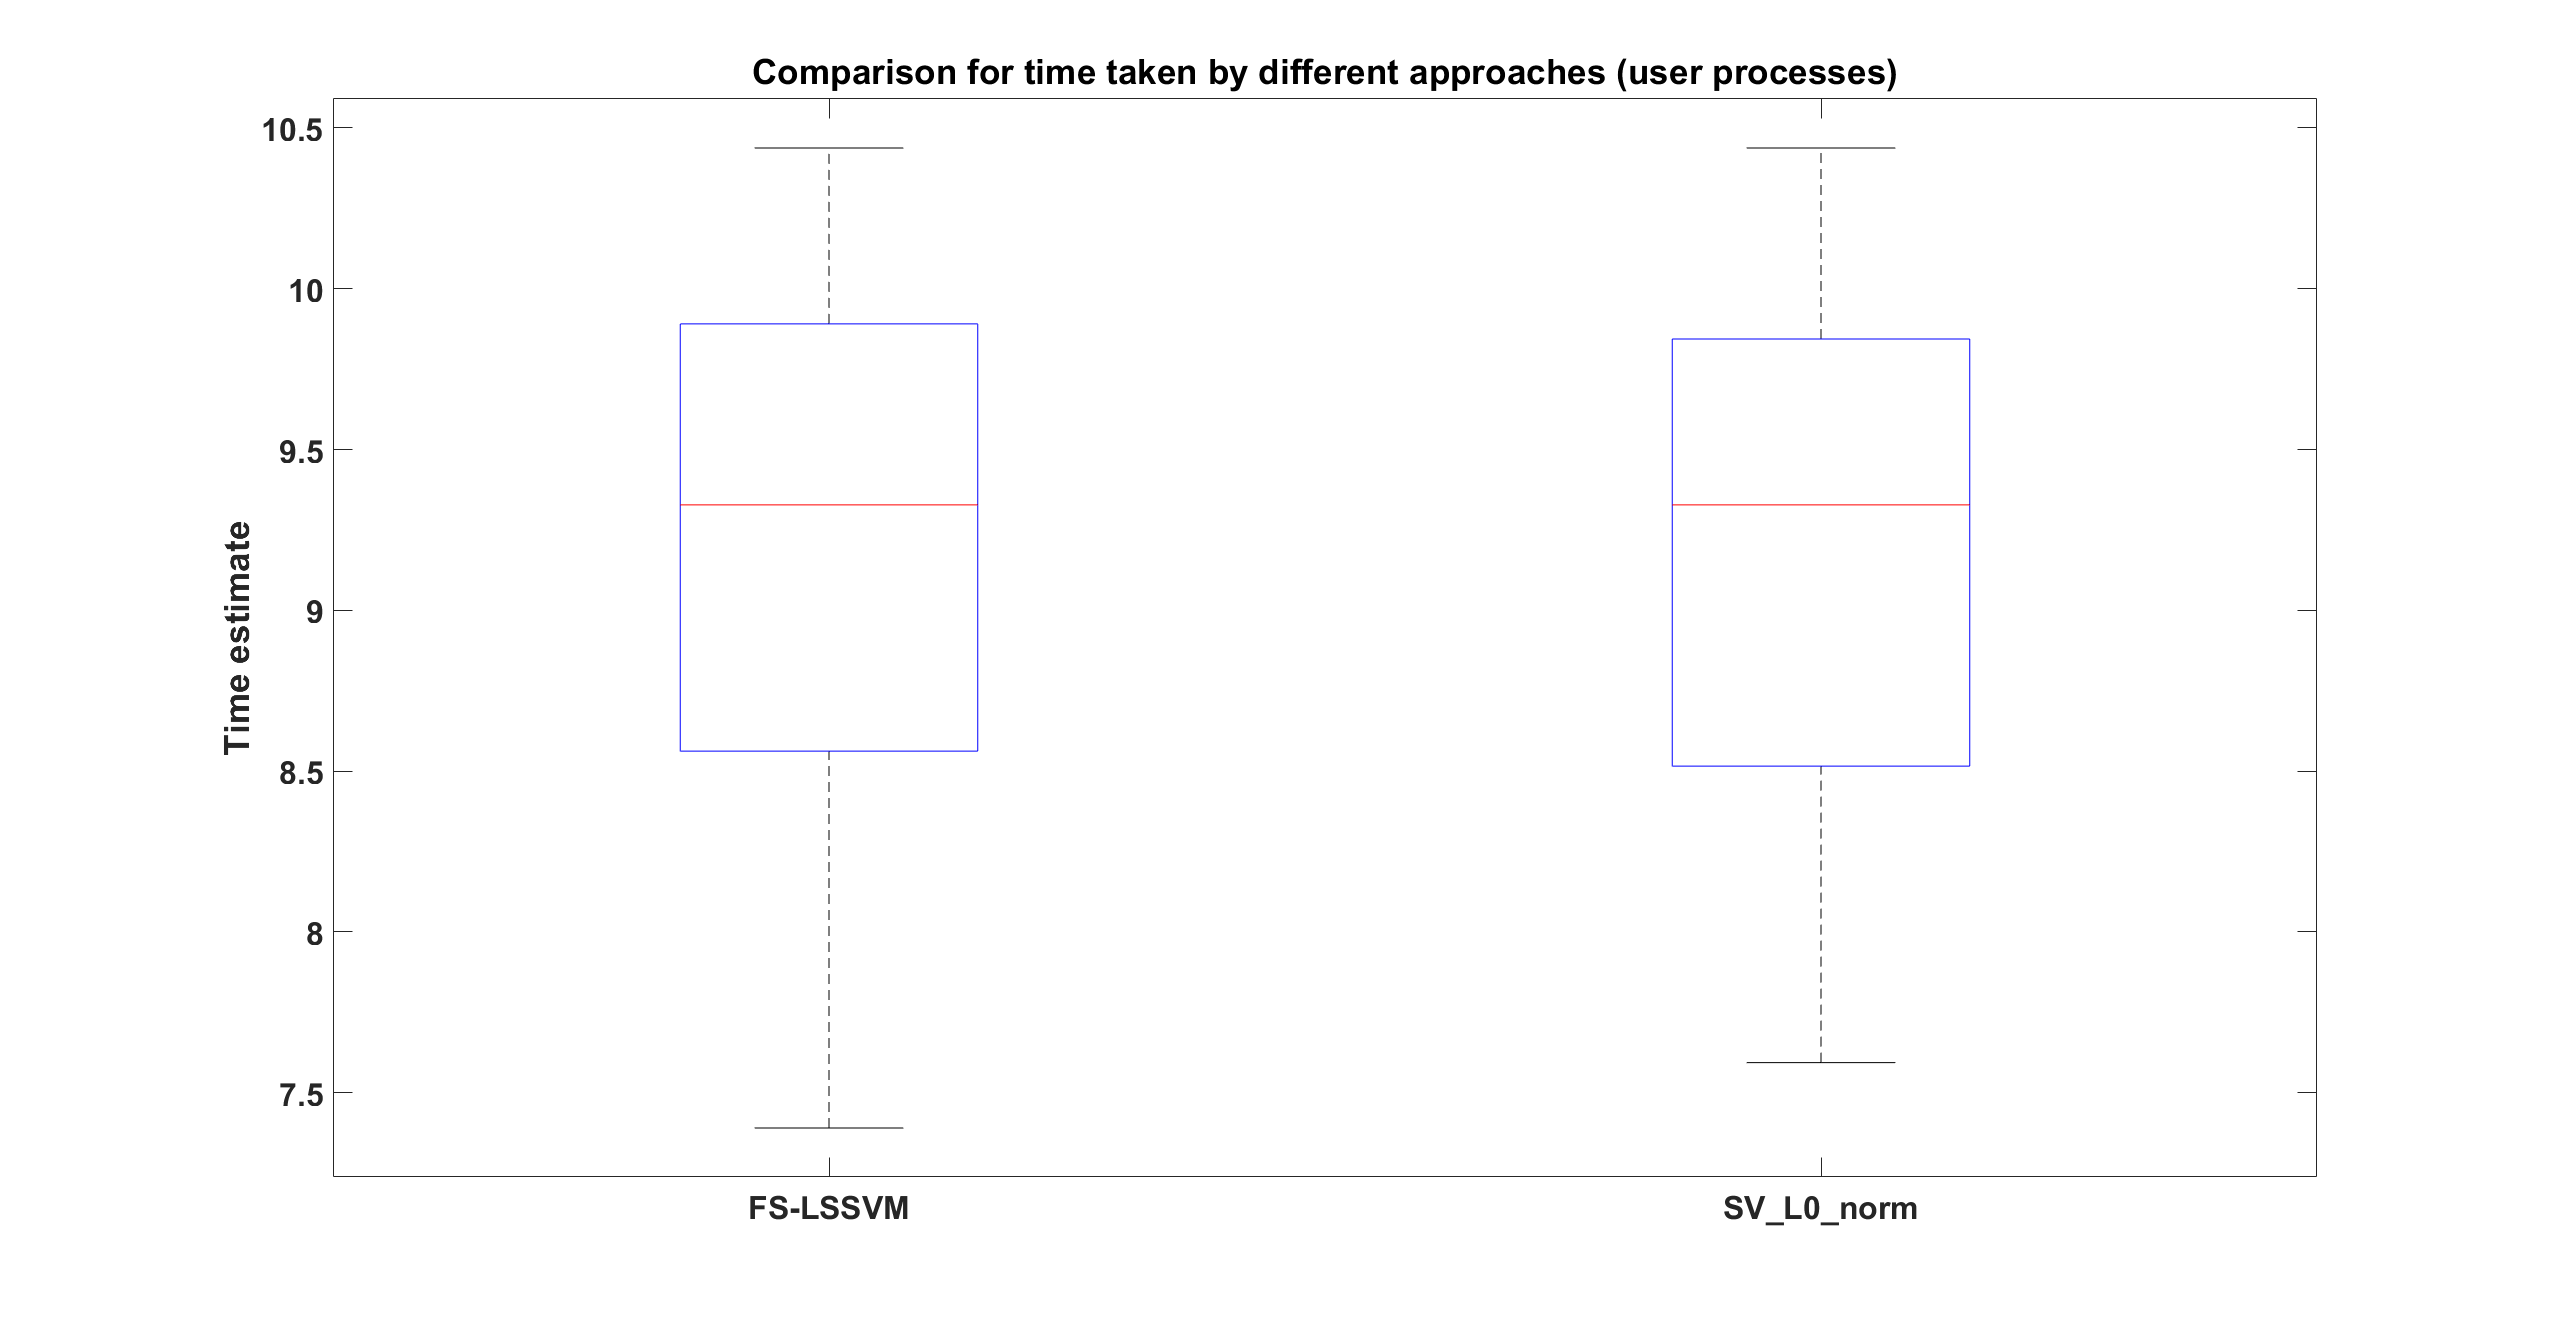 Comparison for time taken by different approaches (user processes)
10.5
10
9.5
9
8.5
8
7.5
Time estimate
FS-LSSVM
SV_L0_norm